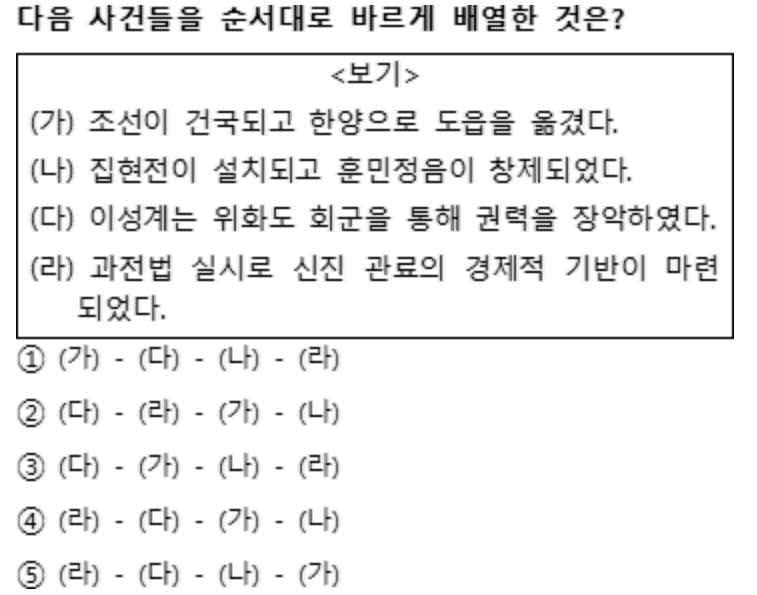 다음 사건들을 순서대로 바르게 배열한 것은?
<보기>
(가) 조선이 건국되고 한양으로 도읍을 옮겼다.
(나) 집현전이 설치되고 훈민정음이 창제되었다.
(다) 이성계는 위화도 회군을 통해 권력을 장악하였다.
(라) 과전법 실시로 신진 관료의 경제적 기반이 마련
되었다.
① (가) - (다) - (나) - (라)
② (다) - (라) - (가) - (나)
③ (다) - (가) - (나) - (라)
④ (라) - (다) - (가) - (나)
⑤ (라) - (다) - (나) - (가)